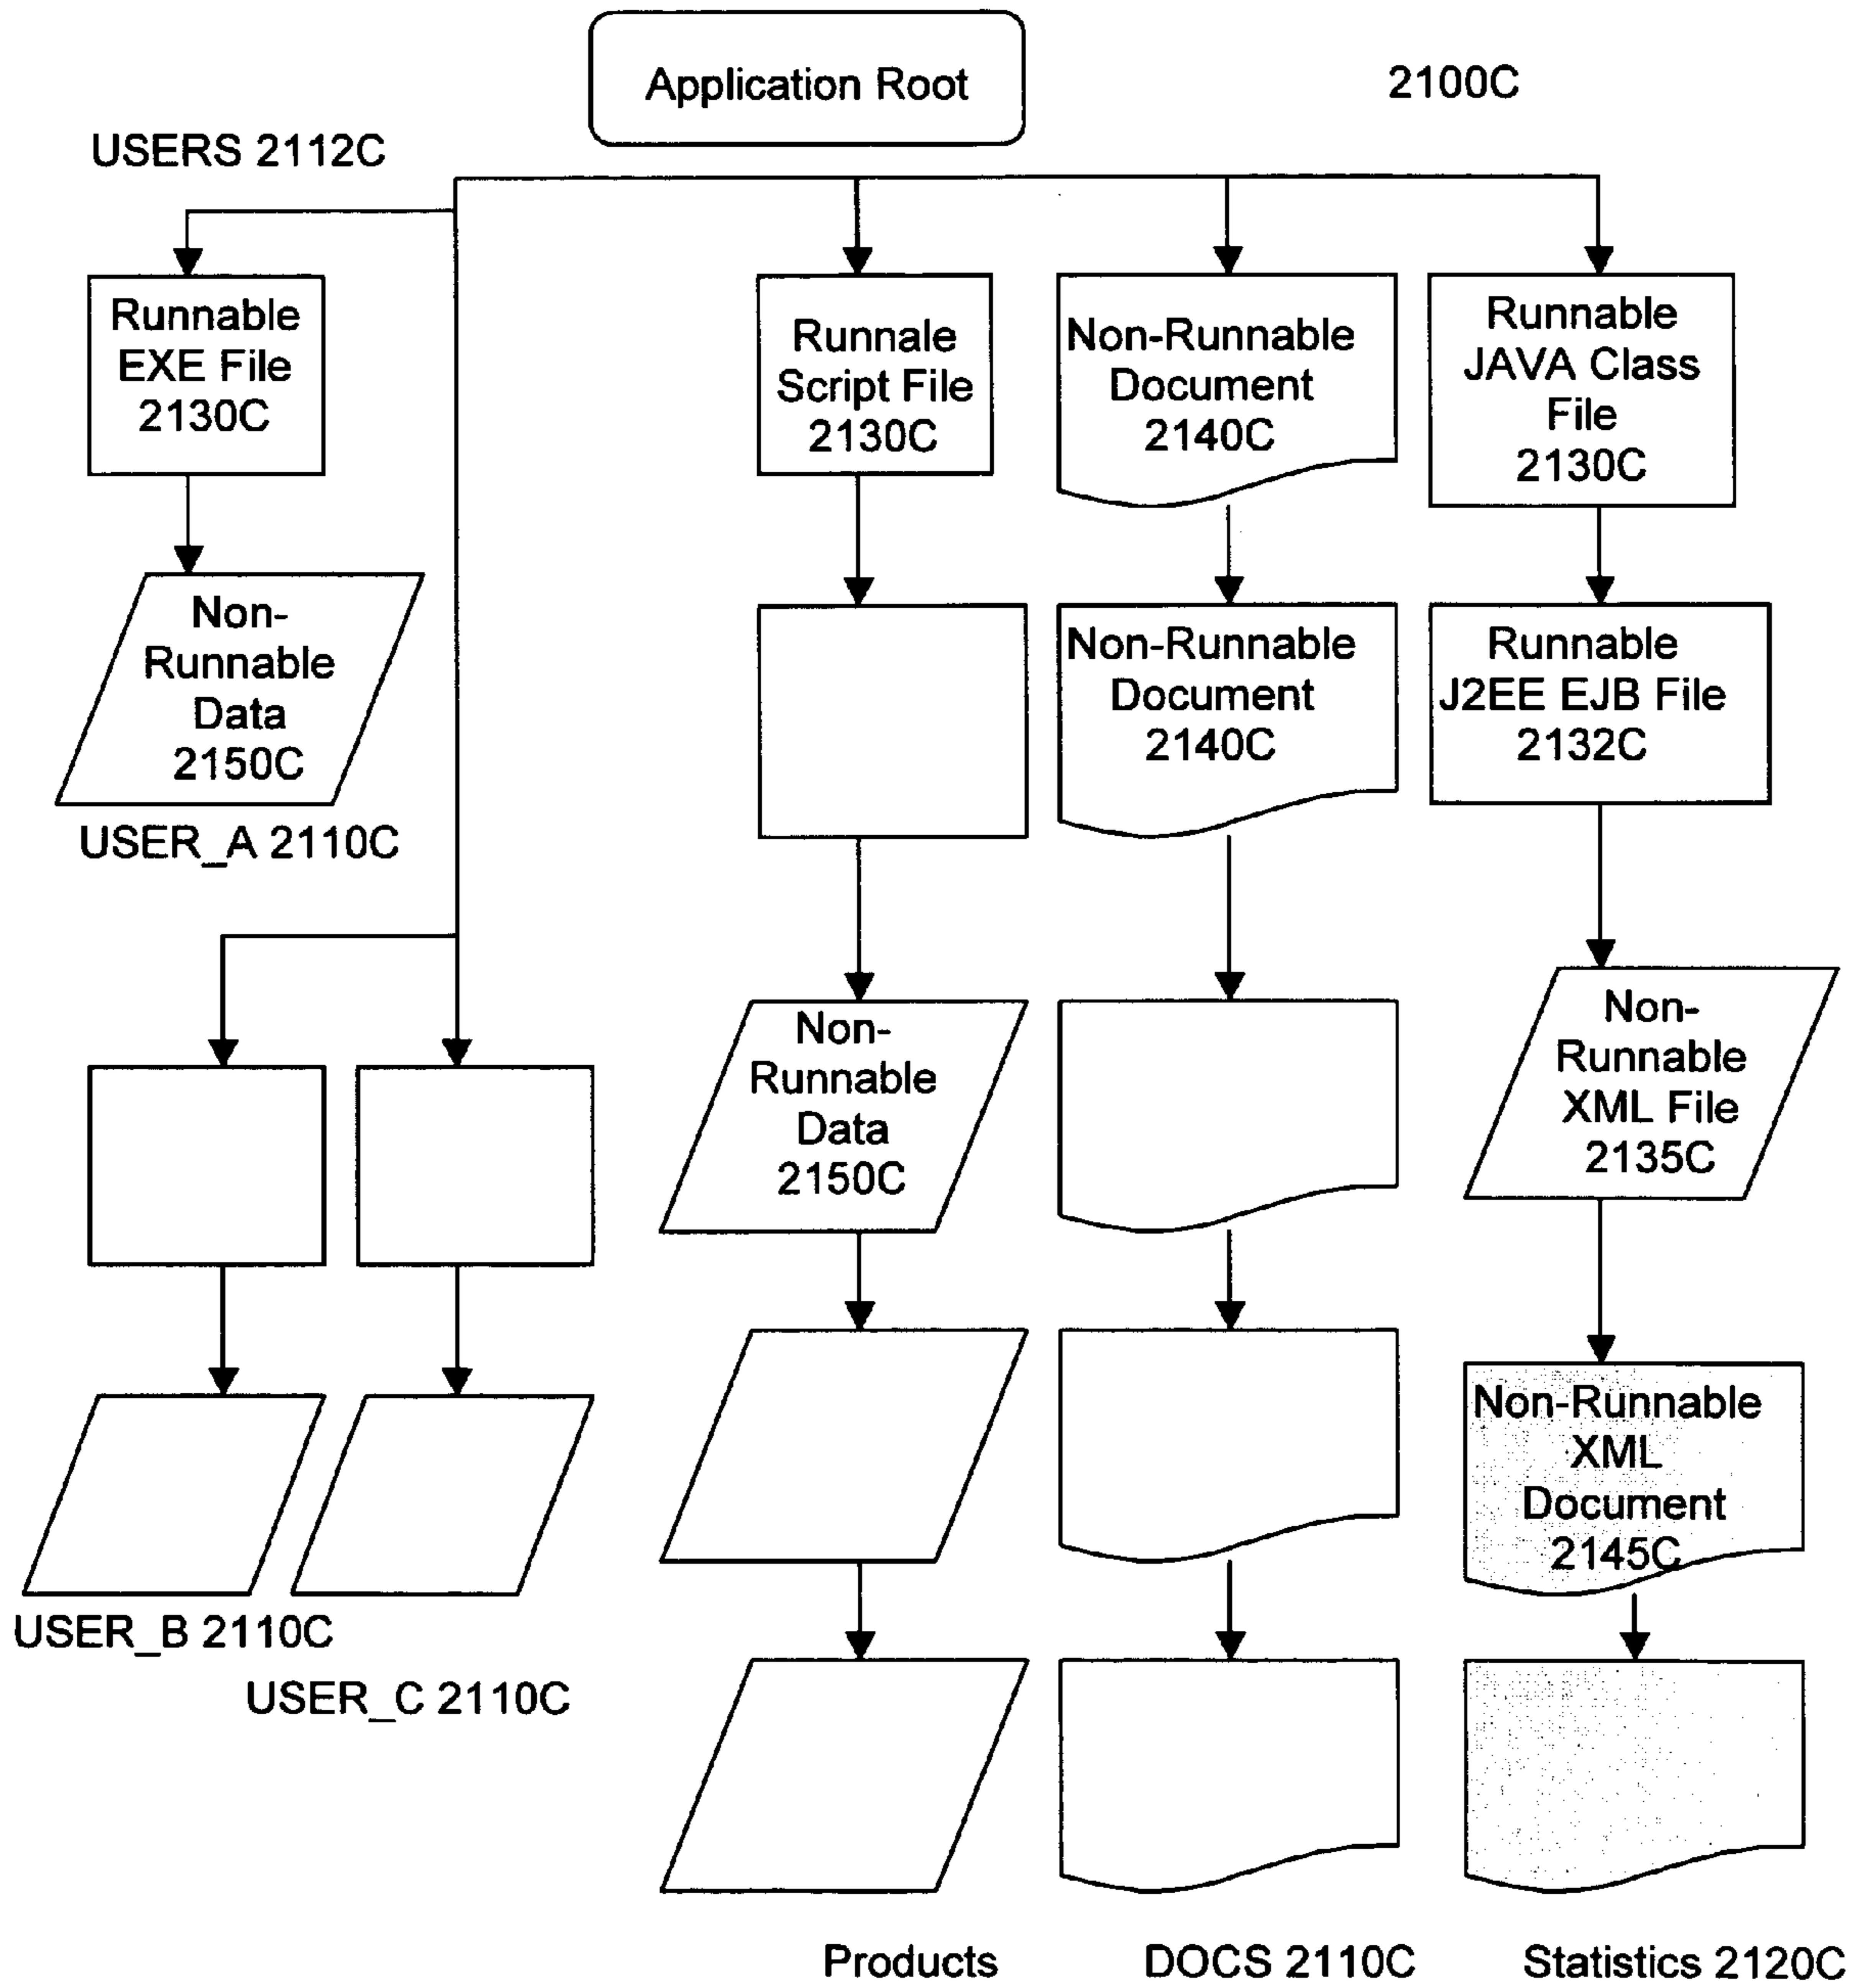 Application Root
2100C
USERS 2112C
Runnable
EXE File
2130C
Runnale
Script File
2130C
Non-Runnable
Document
2140C
Runnable
JAVA Class
File
2130C
Non-
Runnable
Data
2150C
USER_A 2110C
Non-Runnable
Document
2140C
Runnable
J2EE EJB File
2132C
Non-
Runnable
Data
2150C
Non-
Runnable
XML File
2135C
Non-Runnable
XML
Document
2145C
USER_B 2110C
USER_C 2110C
Products
DOCS 2110C
Statistics 2120C